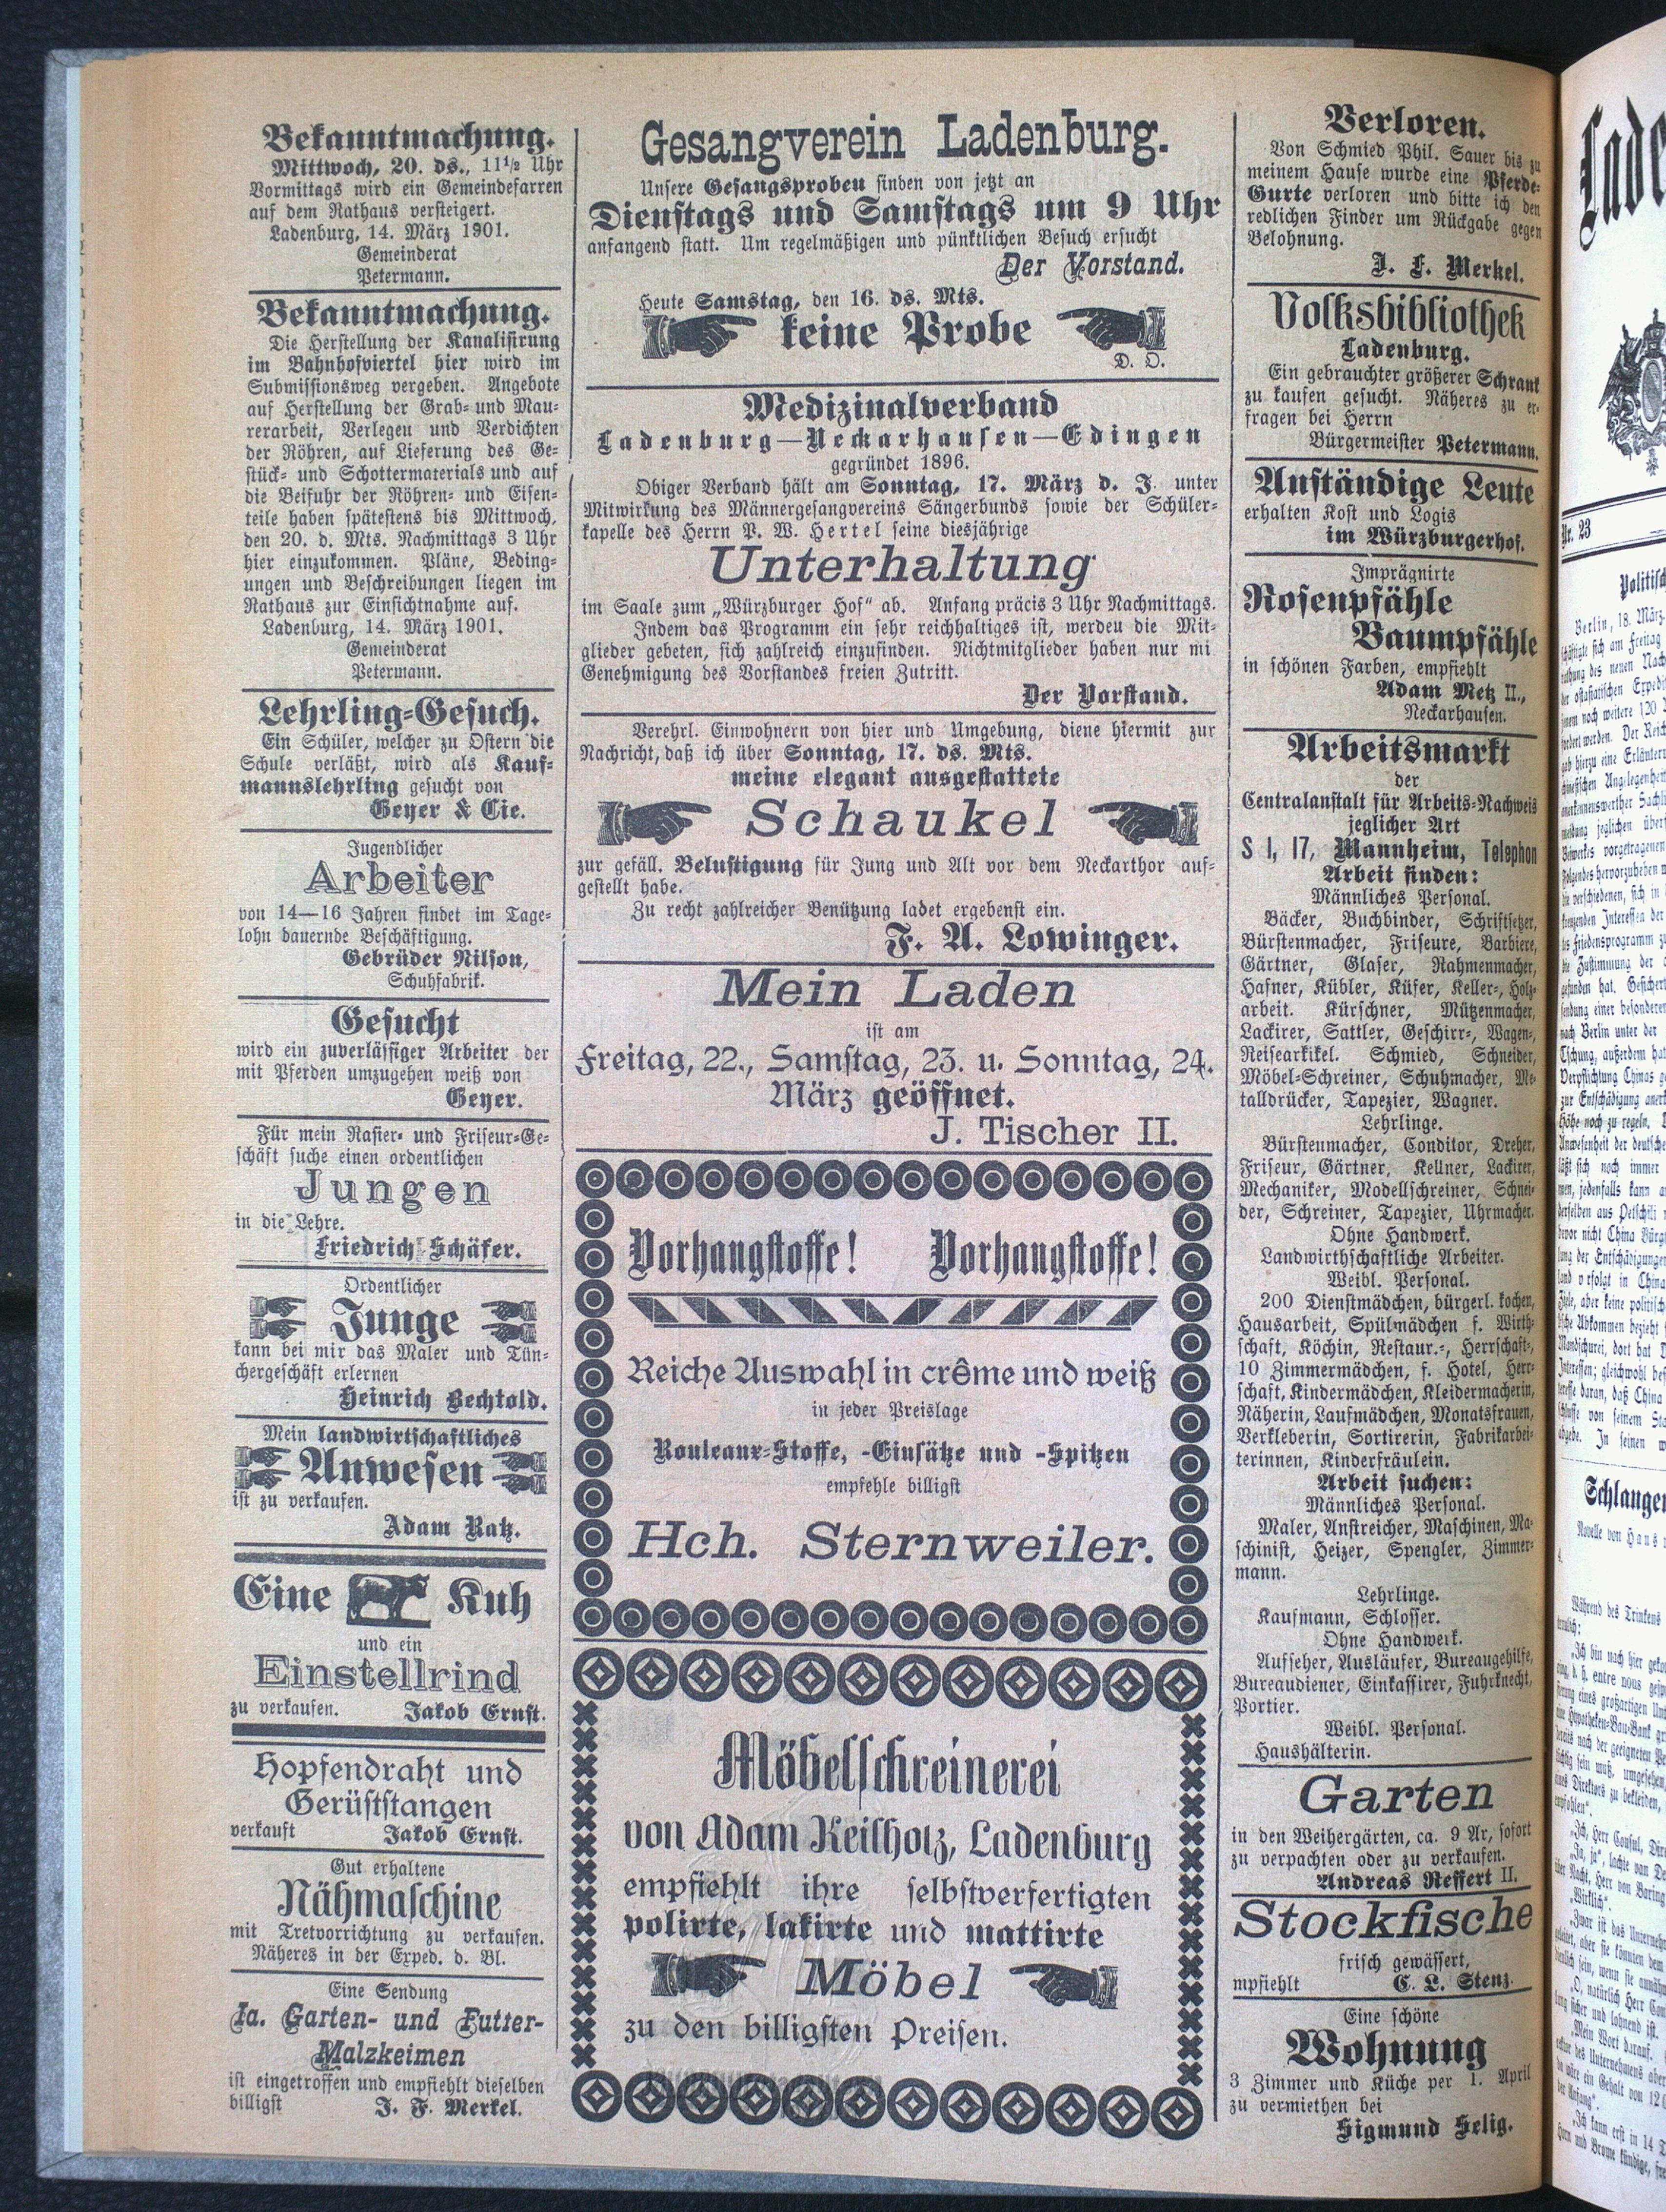 Bekanntmachung.
Mittwoch, 20. ds., 11½ Uhr
Vormittags wird ein Gemeindefarren
auf dem Rathaus versteigert.
Ladenburg, 14. März 1901.
Gemeinderat
Petermann.
Bekanntmachung.
Die Herstellung der Kanalisirung
im Bahnhofviertel hier wird im
Submissionsweg vergeben. Angebote
auf Herstellung der Grab- und Mau-
rerarbeit, Verlegen und Verdichten
der Röhren, auf Lieferung des Ge-
stück- und Schottermaterials und auf
die Beifuhr der Röhren- und Eisen-
teile haben spätestens bis Mittwoch,
den 20. d. Mts. Nachmittags 3 Uhr
hier einzukommen. Pläne, Beding-
ungen und Beschreibungen liegen im
Rathaus zur Einsichtnahme auf.
Ladenburg, 14. März 1901.
Gemeinderat
Petermann.
Lehrling-Gesuch.
Ein Schüler, welcher zu Ostern die
Schule verläßt, wird als Kauf-
mannslehrling gesucht von
Geyer & Cie.
Jugendlicher
Arbeiter
von 14—16 Jahren findet im Tage-
lohn dauernde Beschäftigung.
Gebrüder Nilson,
Schuhfabrik.
Gesucht
wird ein zuverlässiger Arbeiter der
mit Pferden umzugehen weiß von
Geyer.
Für mein Rasier- und Friseur-Ge-
schäft suche einen ordentlichen
Jungen
in die Lehre.
Friedrich Schäfer.
Ordentlicher
Junge
kann bei mir das Maler und Tün-
chergeschäft erlernen
Heinrich Bechtold.
Mein landwirtschaftliches
Anwesen
ist zu verkaufen.
Adam Katz.
Eine Kuh
und ein
Einstellrind
zu verkaufen. Jakob Ernst.
Hopfendraht und
Gerüststangen
verkauft Jakob Ernst.
Gut erhaltene
Nähmaschine
mit Tretvorrichtung zu verkaufen.
Näheres in der Exped. d. Bl.
Eine Sendung
Ia. Garten- und Futter-
Malzkeimen
ist eingetroffen und empfiehlt dieselben
billigst J. F. Merkel.
Gesangverein Ladenburg.
Unsere Gesangsproben finden von jetzt an
Dienstags und Samstags um 9 Uhr
anfangend statt. Um regelmäßigen und pünktlichen Besuch ersucht
Der Vorstand.
Heute Samstag, den 16. ds. Mts.
keine Probe
D. O.
Medizinalverband
Ladenburg—Neckarhausen—Edingen
gegründet 1896.
Obiger Verband hält am Sonntag, 17. März d. J. unter
Mitwirkung des Männergesangvereins Sängerbunds sowie der Schüler-
kapelle des Herrn P. W. Hertel seine diesjährige
Unterhaltung
im Saale zum „Würzburger Hof“ ab. Anfang präcis 3 Uhr Nachmittags.
Indem das Programm ein sehr reichhaltiges ist, werden die Mit-
glieder gebeten, sich zahlreich einzufinden. Nichtmitglieder haben nur mi
Genehmigung des Vorstandes freien Zutritt.
Der Vorstand.
Verehrl. Einwohnern von hier und Umgebung, diene hiermit zur
Nachricht, daß ich über Sonntag, 17. ds. Mts.
meine elegant ausgestattete
Schaukel
zur gefäll. Belustigung für Jung und Alt vor dem Neckarthor auf-
gestellt habe.
Zu recht zahlreicher Benützung ladet ergebenst ein.
F. A. Lowinger.
Mein Laden
ist am
Freitag, 22., Samstag, 23. u. Sonntag, 24.
März geöffnet.
J. Tischer II.
Vorhangstoffe! Vorhangstoffe!
Reiche Auswahl in crême und weiß
in jeder Preislage
Rouleaux-Stoffe, -Einsätze und -Spitzen
empfehle billigst
Hch. Sternweiler.
Möbelschreinerei
von Adam Keilholz, Ladenburg
empfiehlt ihre selbstverfertigten
polirte, lakirte und mattirte
Möbel
zu den billigsten Preisen.
Verloren.
Von Schmied Phil. Sauer bis zu
meinem Hause wurde eine Pferde-
Gurte verloren und bitte ich den
redlichen Finder um Rückgabe gegen
Belohnung.
J. F. Merkel.
Volksbibliothek
Ladenburg.
Ein gebrauchter größerer Schrank
zu kaufen gesucht. Näheres zu er-
fragen bei Herrn
Bürgermeister Petermann.
Anständige Leute
erhalten Kost und Logis
im Würzburgerhof.
Imprägnirte
Rosenpfähle
Baumpfähle
in schönen Farben, empfiehlt
Adam Metz II.,
Neckarhausen.
Arbeitsmarkt
der
Centralanstalt für Arbeits-Nachweis
jeglicher Art
S 1, 17, Mannheim, Telephon
Arbeit finden:
Männliches Personal.
Bäcker, Buchbinder, Schriftsetzer,
Bürstenmacher, Friseure, Barbiere,
Gärtner, Glaser, Rahmenmacher,
Hafner, Kübler, Küfer, Keller-, Holz-
arbeit. Kürschner, Mützenmacher,
Lackirer, Sattler, Geschirr-, Wagen-,
Reiseartikel. Schmied, Schneider,
Möbel-Schreiner, Schuhmacher, Me-
talldrücker, Tapezier, Wagner.
Lehrlinge.
Bürstenmacher, Conditor, Dreher,
Friseur, Gärtner, Kellner, Lackirer,
Mechaniker, Modellschreiner, Schnei-
der, Schreiner, Tapezier, Uhrmacher.
Ohne Handwerk.
Landwirthschaftliche Arbeiter.
Weibl. Personal.
200 Dienstmädchen, bürgerl. kochen,
Hausarbeit, Spülmädchen f. Wirth-
schaft, Köchin, Restaur.-, Herrschaft-,
10 Zimmermädchen, f. Hotel, Herr-
schaft, Kindermädchen, Kleidermacherin,
Näherin, Laufmädchen, Monatsfrauen,
Verkleberin, Sortirerin, Fabrikarbei-
terinnen, Kinderfräulein.
Arbeit suchen:
Männliches Personal.
Maler, Anstreicher, Maschinen, Ma-
schinist, Heizer, Spengler, Zimmer-
mann.
Lehrlinge.
Kaufmann, Schlosser.
Ohne Handwerk.
Aufseher, Ausläufer, Bureaugehilfe,
Bureaudiener, Einkassirer, Fuhrknecht,
Portier.
Weibl. Personal.
Haushälterin.
Garten
in den Weihergärten, ca. 9 Ar, sofort
zu verpachten oder zu verkaufen.
Andreas Reffert II.
Stockfische
frisch gewässert,
mpfiehlt C. L. Stenz.
Eine schöne
Wohnung
3 Zimmer und Küche per 1. April
zu vermiethen bei
Sigmund Selig.
Lade
Nr. 23
Politisch
Berlin, 18. März.
Schlangen
Novelle von Hans
Während des Trinkens